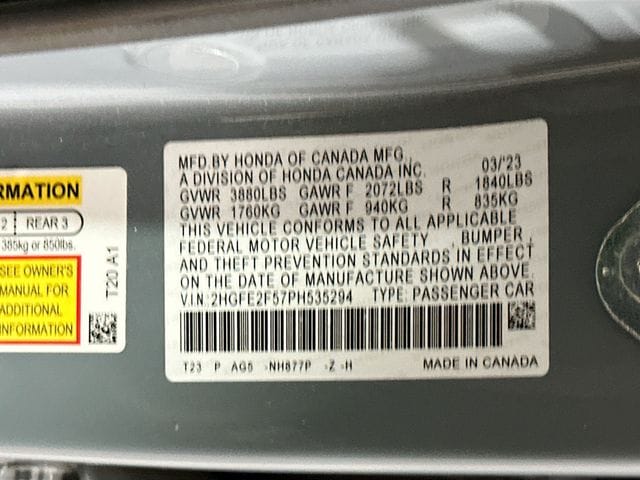 RMATION
2 REAR 3
385kg or 850lbs.
SEE OWNER'S
MANUAL FOR
ADDITIONAL
INFORMATION
T20 A1
MFD.BY HONDA OF CANADA MFG.,
A DIVISION OF HONDA CANADA INC. 03/'23
GVWR 3880LBS GAWR F 2072LBS R 1840LBS
GVWR 1760KG GAWR F 940KG R 835KG
THIS VEHICLE CONFORMS TO ALL APPLICABLE
FEDERAL MOTOR VEHICLE SAFETY BUMPER,
AND THEFT PREVENTION STANDARDS IN EFFECT
ON THE DATE OF MANUFACTURE SHOWN ABOVE.
V.I.N.:2HGFE2F57PH535294 TYPE: PASSENGER CAR
T23 P AG5 -NH877P -Z -H MADE IN CANADA